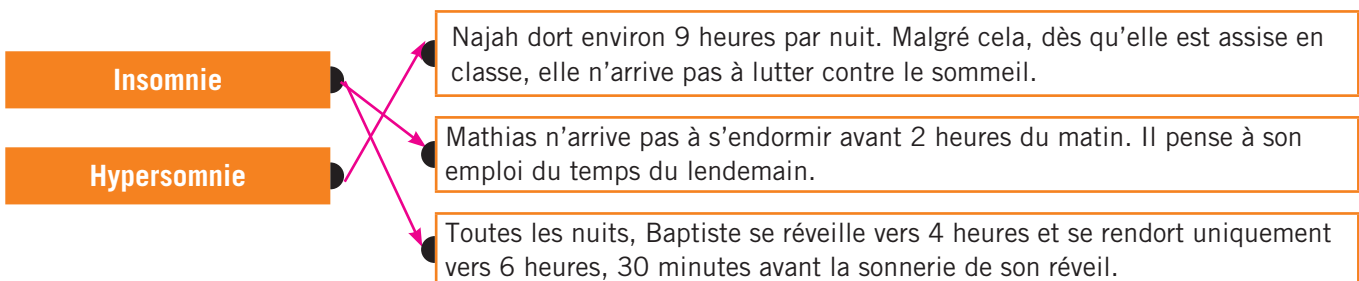 Insomnie
Hypersomnie
Najah dort environ 9 heures par nuit. Malgré cela, dès qu’elle est assise en
classe, elle n’arrive pas à lutter contre le sommeil.
Mathias n’arrive pas à s’endormir avant 2 heures du matin. Il pense à son
emploi du temps du lendemain.
Toutes les nuits, Baptiste se réveille vers 4 heures et se rendort uniquement
vers 6 heures, 30 minutes avant la sonnerie de son réveil.